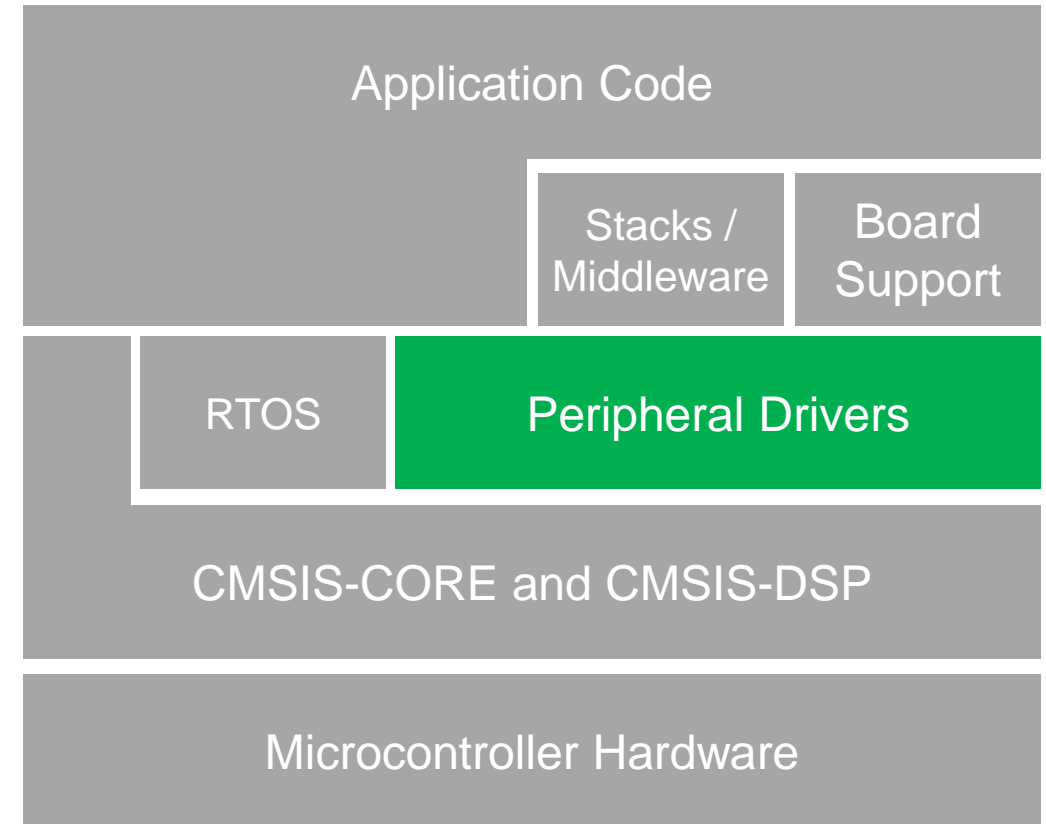 Application Code
Stacks /
Middleware
Board
Support
RTOS
Peripheral Drivers
CMSIS-CORE and CMSIS-DSP
Microcontroller Hardware